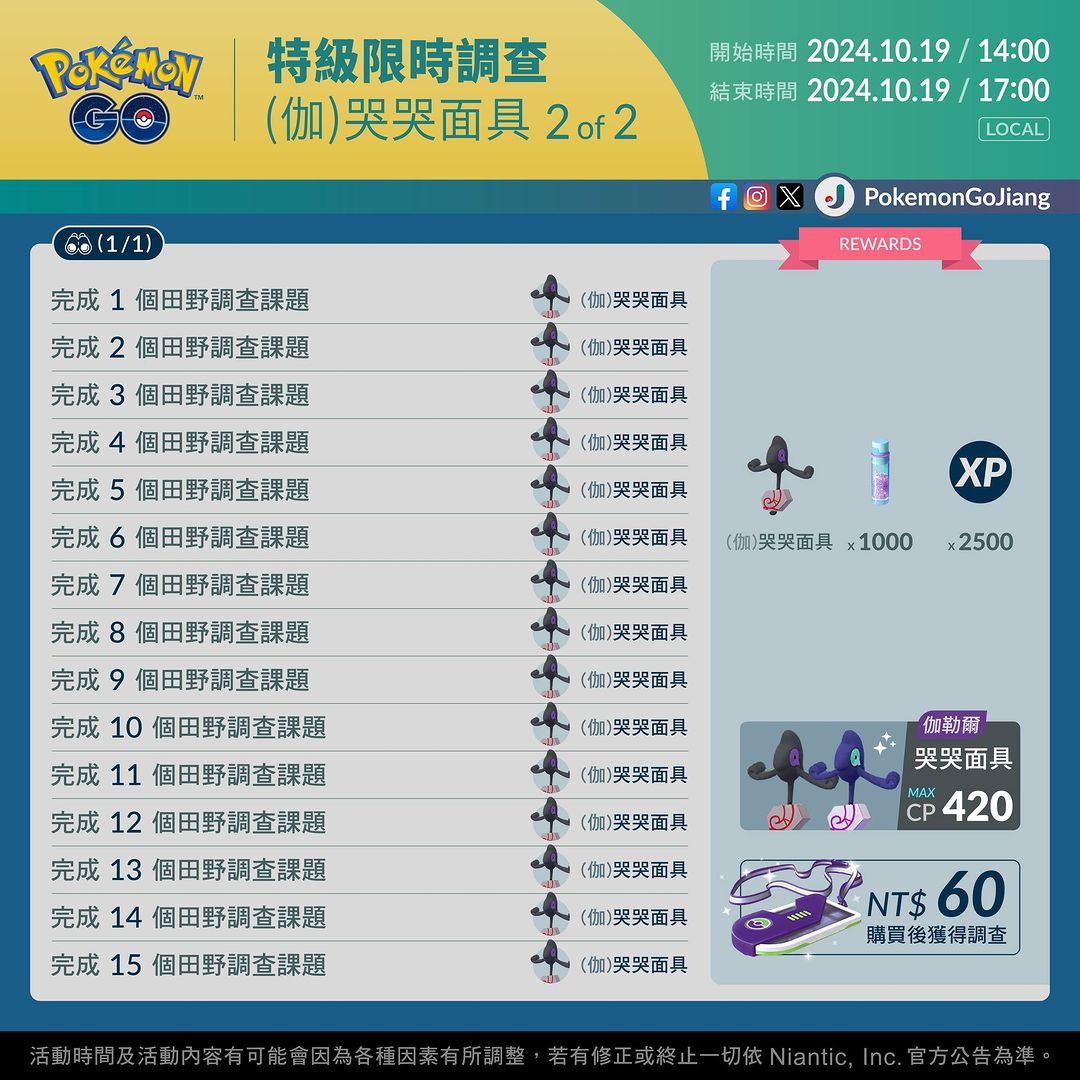 POKÉMON GO™
特級限時調查
(伽)哭哭面具 2 of 2
開始時間 2024.10.19 / 14:00
結束時間 2024.10.19 / 17:00
LOCAL
PokemonGoJiang
(1/1)
REWARDS
完成 1 個田野調查課題 (伽)哭哭面具
完成 2 個田野調查課題 (伽)哭哭面具
完成 3 個田野調查課題 (伽)哭哭面具
完成 4 個田野調查課題 (伽)哭哭面具
完成 5 個田野調查課題 (伽)哭哭面具
完成 6 個田野調查課題 (伽)哭哭面具
完成 7 個田野調查課題 (伽)哭哭面具
完成 8 個田野調查課題 (伽)哭哭面具
完成 9 個田野調查課題 (伽)哭哭面具
完成 10 個田野調查課題 (伽)哭哭面具
完成 11 個田野調查課題 (伽)哭哭面具
完成 12 個田野調查課題 (伽)哭哭面具
完成 13 個田野調查課題 (伽)哭哭面具
完成 14 個田野調查課題 (伽)哭哭面具
完成 15 個田野調查課題 (伽)哭哭面具
XP
(伽)哭哭面具 x1000 x2500
伽勒爾
哭哭面具
MAX CP 420
NT$ 60
購買後獲得調查
活動時間及活動內容有可能會因為各種因素有所調整，若有修正或終止一切依 Niantic, Inc. 官方公告為準。